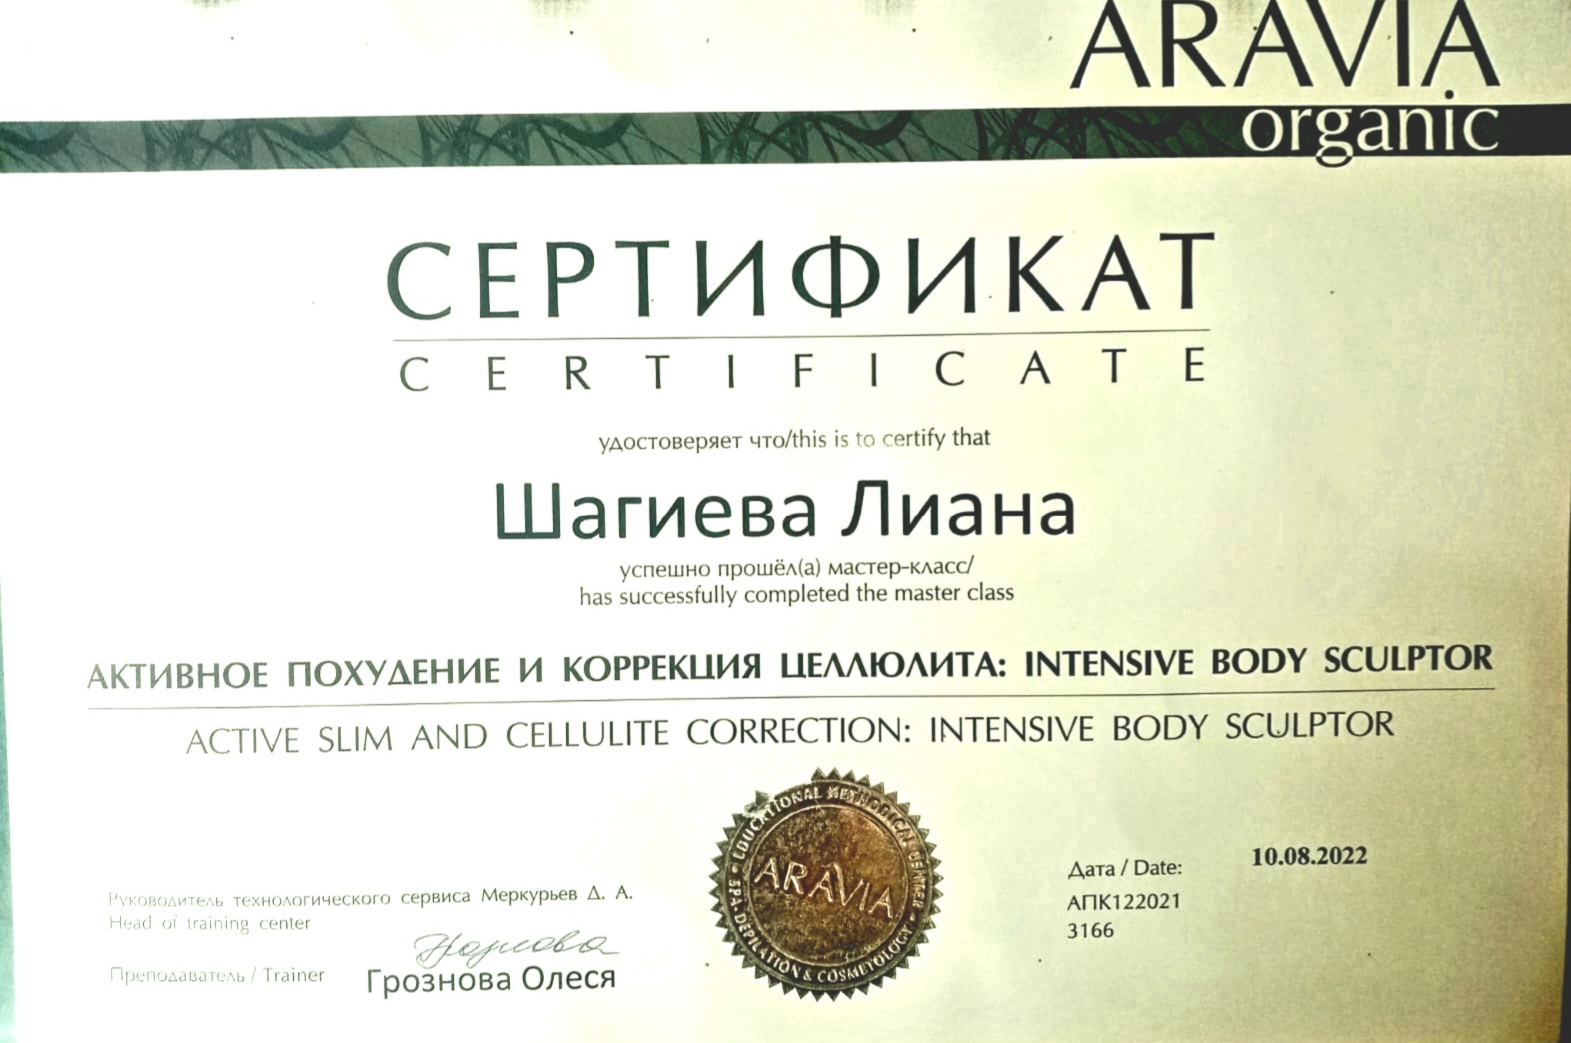 ARAVIA
organic
СЕРТИФИКАТ
CERTIFICATE
удостоверяет что/this is to certify that
Шагиева Лиана
успешно прошёл(а) мастер-класс/
has successfully completed the master class
АКТИВНОЕ ПОХУДЕНИЕ И КОРРЕКЦИЯ ЦЕЛЛЮЛИТА: INTENSIVE BODY SCULPTOR
ACTIVE SLIM AND CELLULITE CORRECTION: INTENSIVE BODY SCULPTOR
EDUCATIONAL METHODICAL CENTER
ARAVIA
SPA, DEPILATION & COSMETOLOGY
Дата / Date: 10.08.2022
АПК122021
3166
Руководитель технологического сервиса Меркурьев Д. А.
Head of training center
Преподаватель / Trainer Грознова Олеся